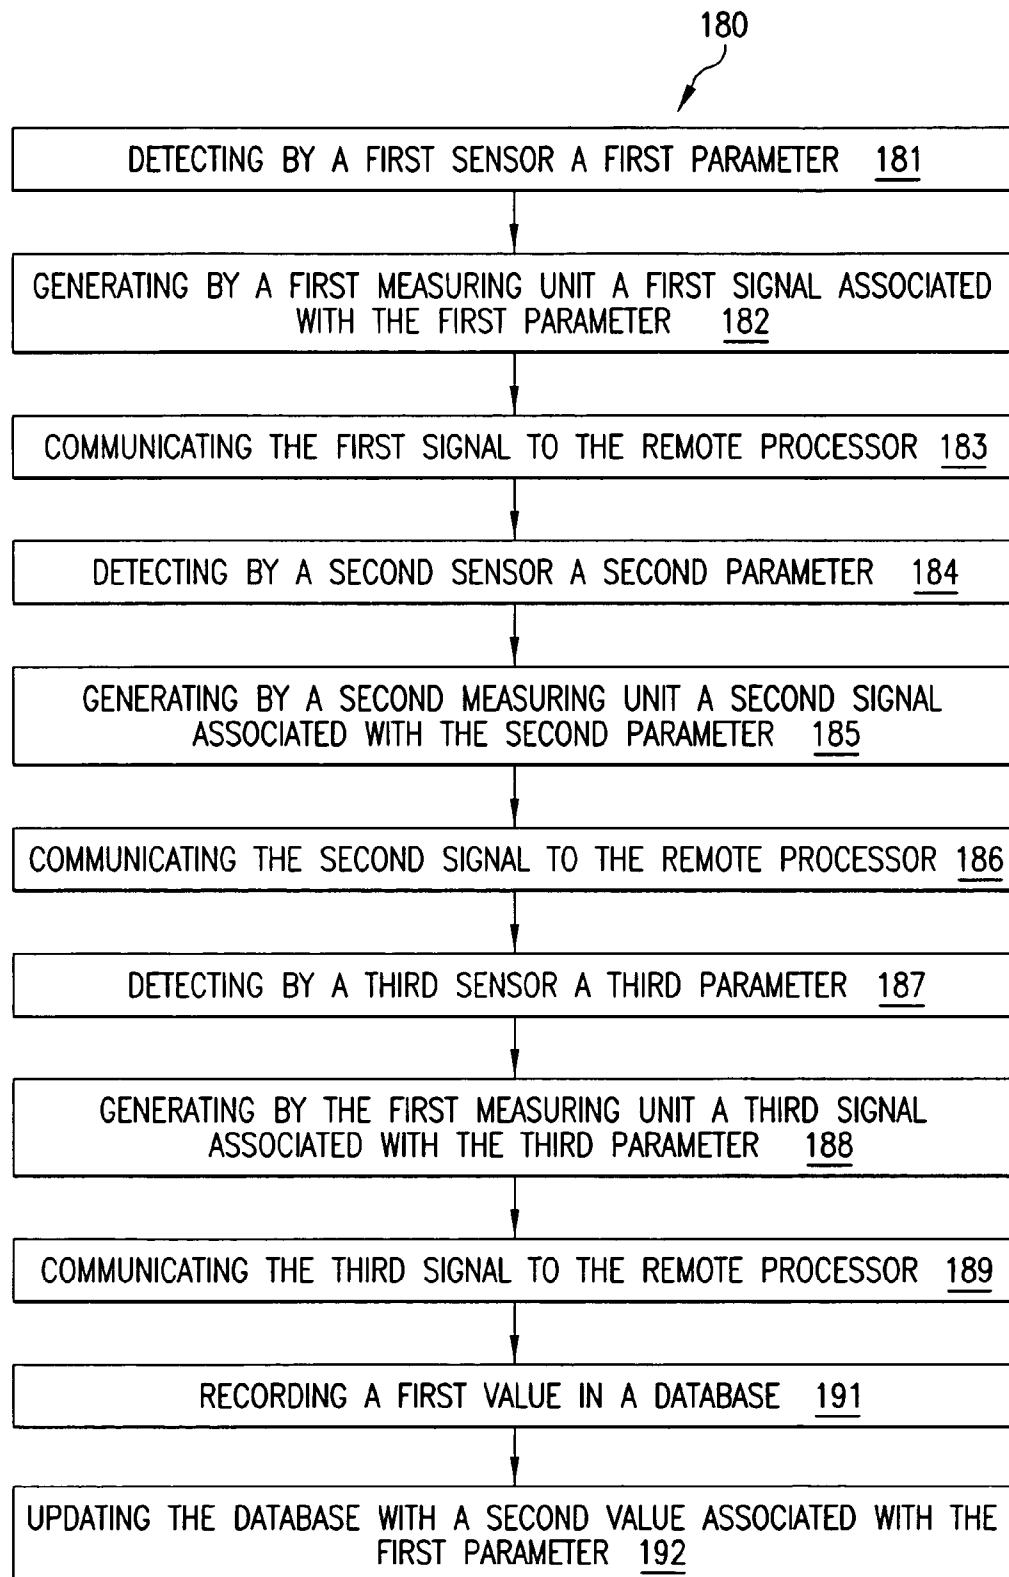 180
DETECTING BY A FIRST SENSOR A FIRST PARAMETER 181
GENERATING BY A FIRST MEASURING UNIT A FIRST SIGNAL ASSOCIATED
WITH THE FIRST PARAMETER 182
COMMUNICATING THE FIRST SIGNAL TO THE REMOTE PROCESSOR 183
DETECTING BY A SECOND SENSOR A SECOND PARAMETER 184
GENERATING BY A SECOND MEASURING UNIT A SECOND SIGNAL
ASSOCIATED WITH THE SECOND PARAMETER 185
COMMUNICATING THE SECOND SIGNAL TO THE REMOTE PROCESSOR 186
DETECTING BY A THIRD SENSOR A THIRD PARAMETER 187
GENERATING BY THE FIRST MEASURING UNIT A THIRD SIGNAL
ASSOCIATED WITH THE THIRD PARAMETER 188
COMMUNICATING THE THIRD SIGNAL TO THE REMOTE PROCESSOR 189
RECORDING A FIRST VALUE IN A DATABASE 191
UPDATING THE DATABASE WITH A SECOND VALUE ASSOCIATED WITH THE
FIRST PARAMETER 192